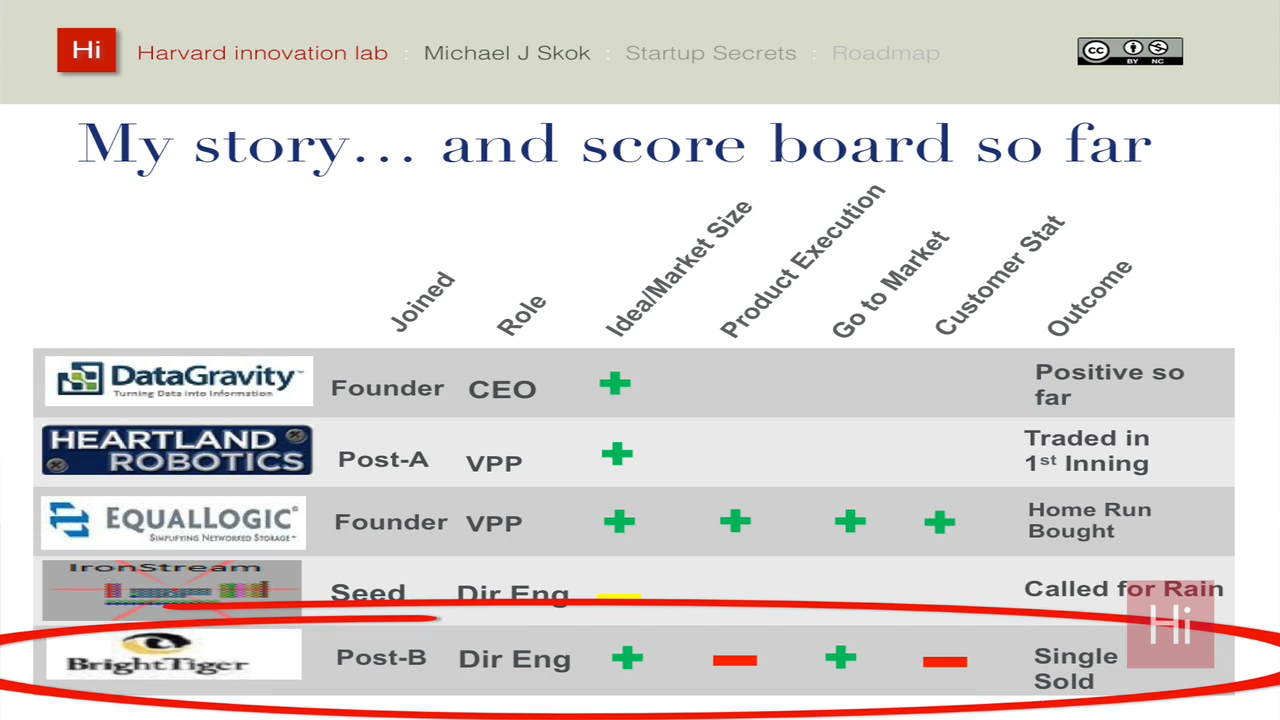 Hi Harvard innovation lab : Michael J Skok : Startup Secrets : Roadmap
cc BY NC
My story... and score board so far
Joined Role Idea/Market Size Product Execution Go to Market Customer Stat Outcome
DataGravity Founder CEO + Positive so
Turning Data into Information far
HEARTLAND Traded in
ROBOTICS Post-A VPP + 1st Inning
EQUALLOGIC Founder VPP + + + + Home Run
SIMPLIFYING NETWORKED STORAGE Bought
IronStream Seed Dir Eng Called for Rain
Hi
BrightTiger Post-B Dir Eng + - + - Single
Sold